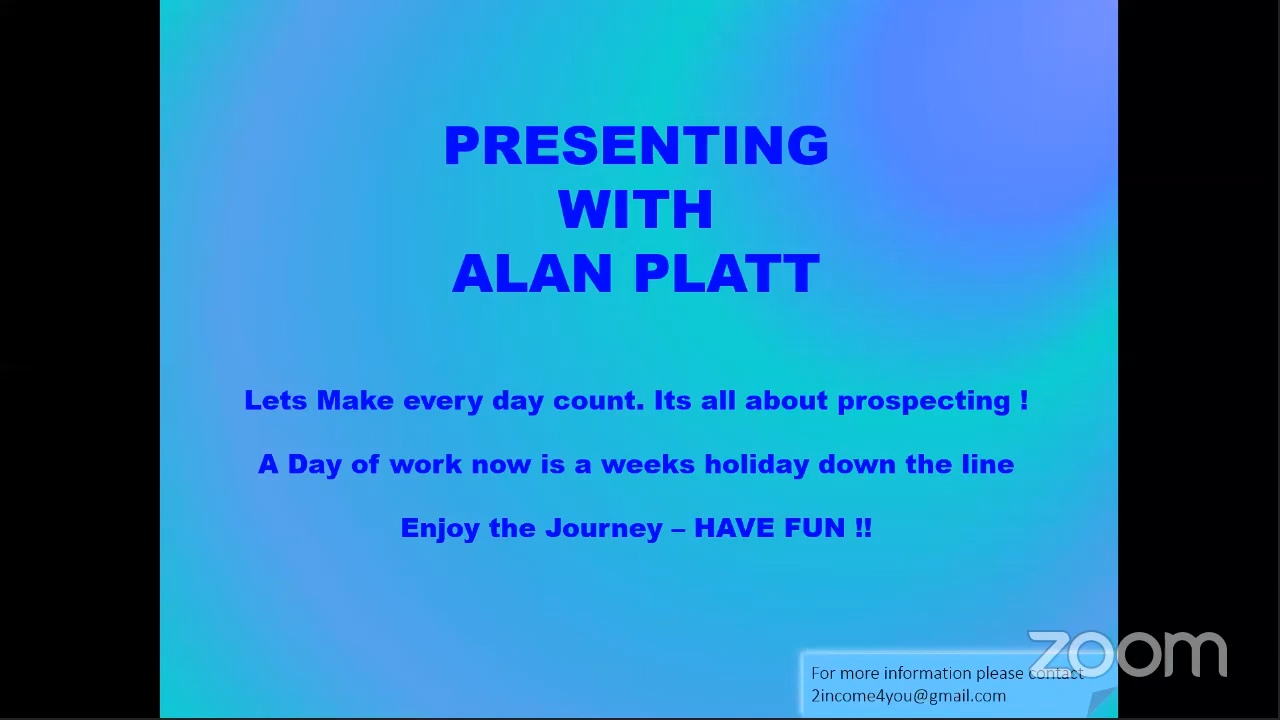 PRESENTING
WITH
ALAN PLATT
Lets Make every day count. Its all about prospecting !
A Day of work now is a weeks holiday down the line
Enjoy the Journey – HAVE FUN !!
For more information please contact
2income4you@gmail.com
zoom